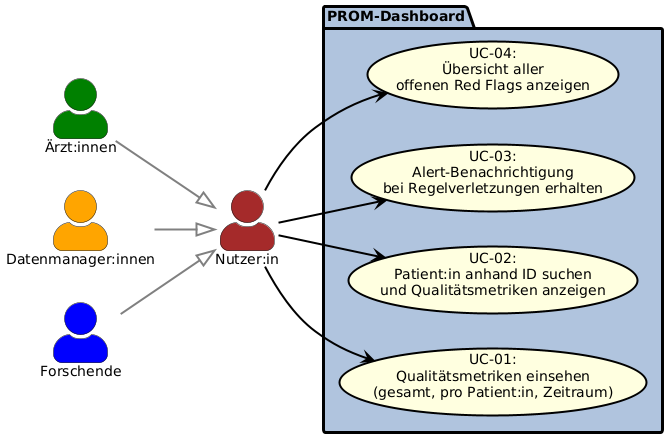 PROM-Dashboard
UC-04:
Übersicht aller
offenen Red Flags anzeigen
Ärzt:innen
UC-03:
Alert-Benachrichtigung
bei Regelverletzungen erhalten
Datenmanager:innen
Nutzer:in
UC-02:
Patient:in anhand ID suchen
und Qualitätsmetriken anzeigen
Forschende
UC-01:
Qualitätsmetriken einsehen
(gesamt, pro Patient:in, Zeitraum)